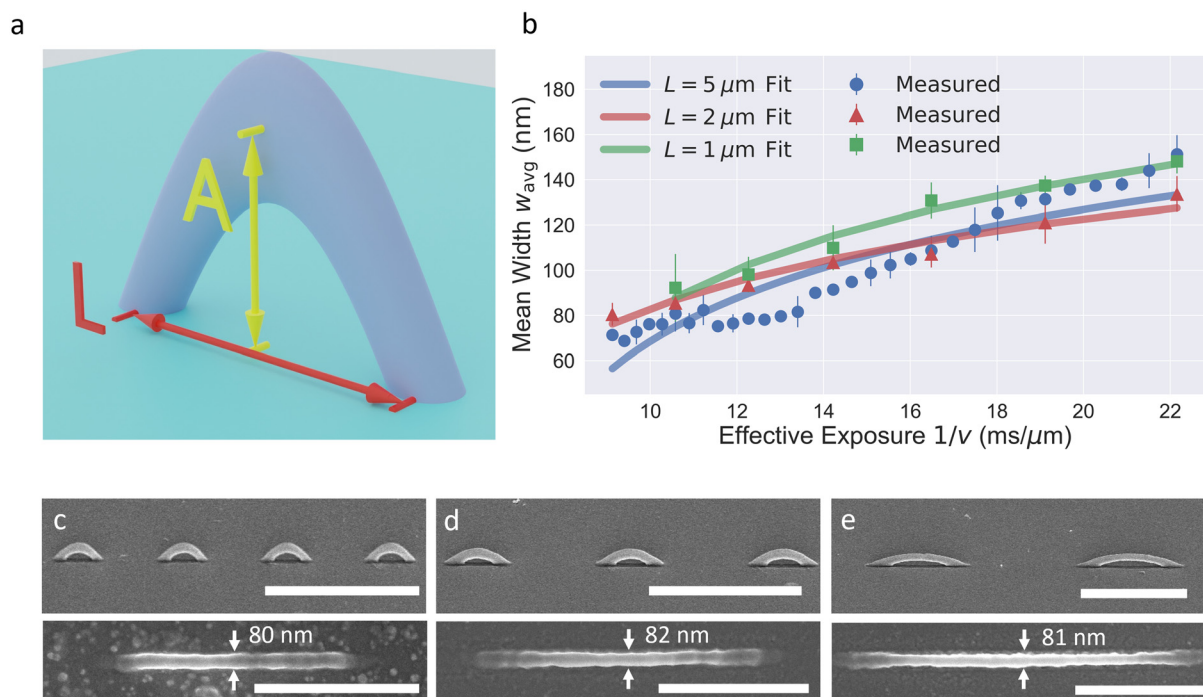 a
A
L
b
L = 5 μm Fit
Measured
L = 2 μm Fit
Measured
L = 1 μm Fit
Measured
Mean Width w_avg (nm)
180
160
140
120
100
80
60
10
12
14
16
18
20
22
Effective Exposure 1/v (ms/μm)
c
d
e
80 nm
82 nm
81 nm